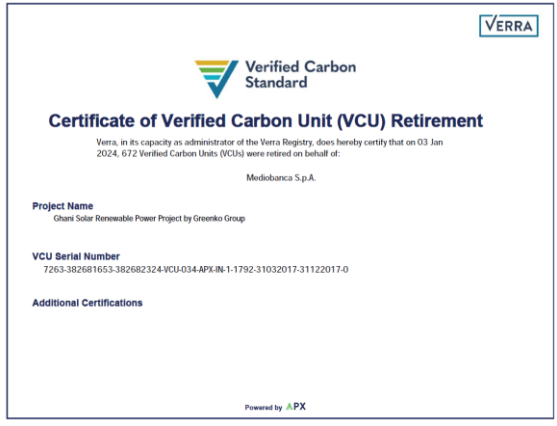 VERRA
Verified Carbon
Standard
Certificate of Verified Carbon Unit (VCU) Retirement
Verra, in its capacity as administrator of the Verra Registry, does hereby certify that on 03 Jan
2024, 672 Verified Carbon Units (VCUs) were retired on behalf of:
Mediobanca S.p.A.
Project Name
Ghani Solar Renewable Power Project by Greenko Group
VCU Serial Number
7263-382681653-382682324-VCU-034-APX-IN-1-1792-31032017-31122017-0
Additional Certifications
Powered by APX